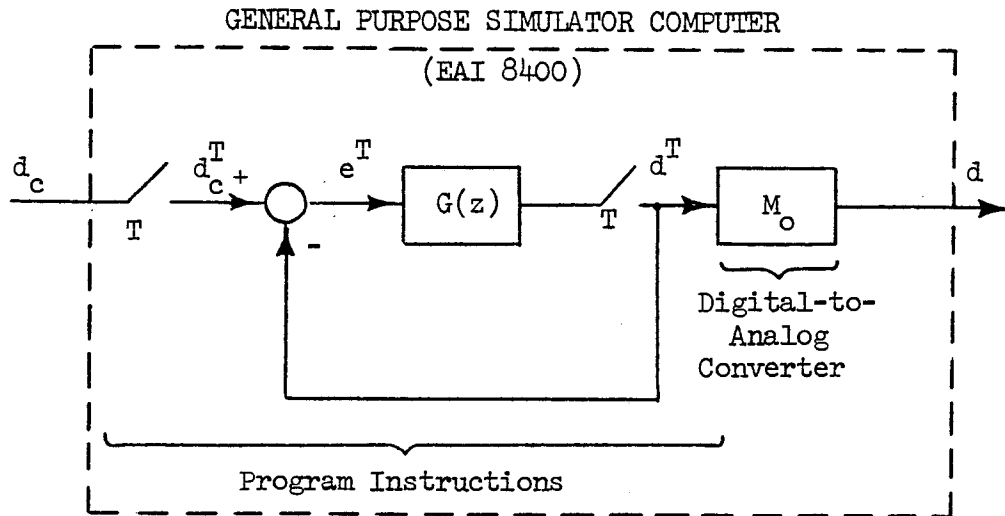 GENERAL PURPOSE SIMULATOR COMPUTER
(EAI 8400)
d_c
T
d_c^T
+
-
e^T
G(z)
T
d^T
M_o
d
Digital-to-
Analog
Converter
Program Instructions